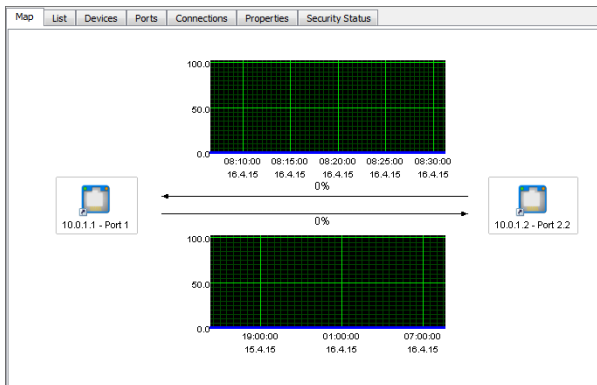 Map List Devices Ports Connections Properties Security Status
100.0
50.0
0.0
08:10:00 08:15:00 08:20:00 08:25:00 08:30:00
16.4.15 16.4.15 16.4.15 16.4.15 16.4.15
0%
10.0.1.1 - Port 1
10.0.1.2 - Port 2.2
0%
100.0
50.0
0.0
19:00:00 01:00:00 07:00:00
15.4.15 16.4.15 16.4.15